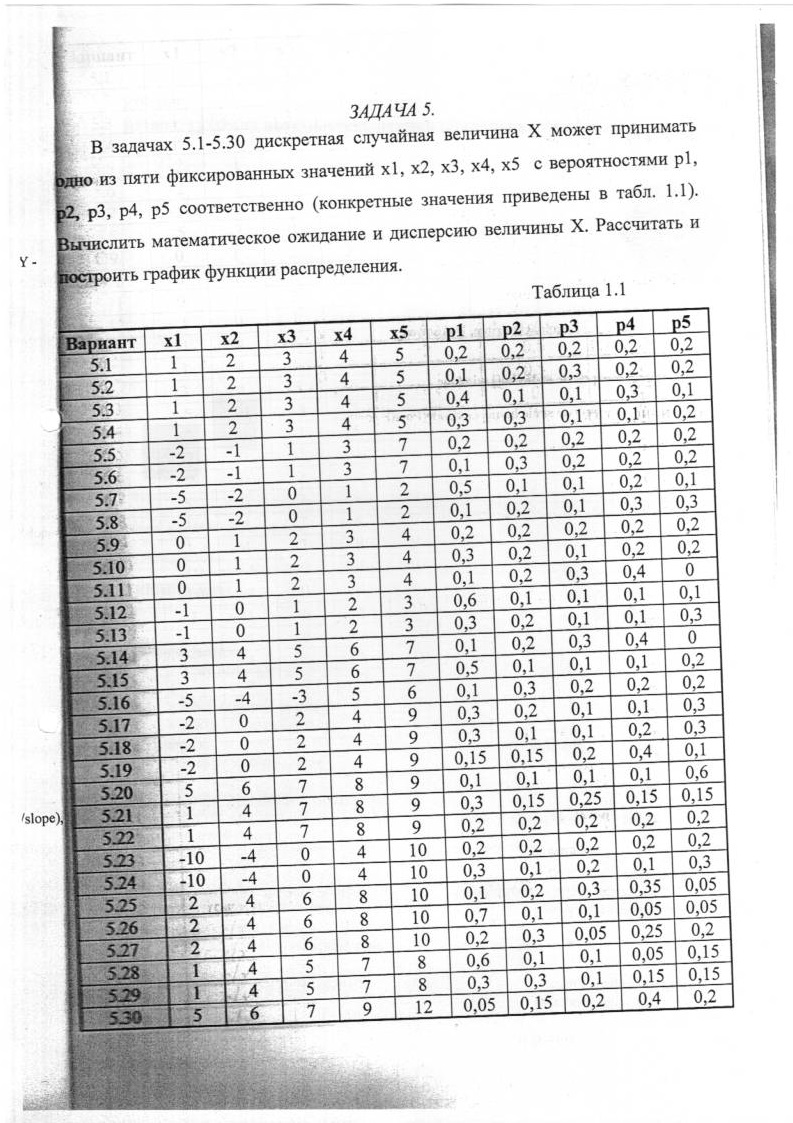 ЗАДАЧА 5.
В задачах 5.1-5.30 дискретная случайная величина X может принимать
одно из пяти фиксированных значений x1, x2, x3, x4, x5 с вероятностями p1,
p2, p3, p4, p5 соответственно (конкретные значения приведены в табл. 1.1).
Вычислить математическое ожидание и дисперсию величины X. Рассчитать и
Y -
построить график функции распределения.
Таблица 1.1
Вариант x1 x2 x3 x4 x5 p1 p2 p3 p4 p5
5.1 1 2 3 4 5 0,2 0,2 0,2 0,2 0,2
5.2 1 2 3 4 5 0,1 0,2 0,3 0,2 0,2
5.3 1 2 3 4 5 0,4 0,1 0,1 0,3 0,1
5.4 1 2 3 4 5 0,3 0,3 0,1 0,1 0,2
5.5 -2 -1 1 3 7 0,2 0,2 0,2 0,2 0,2
5.6 -2 -1 1 3 7 0,1 0,3 0,2 0,2 0,2
5.7 -5 -2 0 1 2 0,5 0,1 0,1 0,2 0,1
5.8 -5 -2 0 1 2 0,1 0,2 0,1 0,3 0,3
5.9 0 1 2 3 4 0,2 0,2 0,2 0,2 0,2
5.10 0 1 2 3 4 0,3 0,2 0,1 0,2 0,2
5.11 0 1 2 3 4 0,1 0,2 0,3 0,4 0
5.12 -1 0 1 2 3 0,6 0,1 0,1 0,1 0,1
5.13 -1 0 1 2 3 0,3 0,2 0,1 0,1 0,3
5.14 3 4 5 6 7 0,1 0,2 0,3 0,4 0
5.15 3 4 5 6 7 0,5 0,1 0,1 0,1 0,2
5.16 -5 -4 -3 5 6 0,1 0,3 0,2 0,2 0,2
5.17 -2 0 2 4 9 0,3 0,2 0,1 0,1 0,3
5.18 -2 0 2 4 9 0,3 0,1 0,1 0,2 0,3
5.19 -2 0 2 4 9 0,15 0,15 0,2 0,4 0,1
5.20 5 6 7 8 9 0,1 0,1 0,1 0,1 0,6
5.21 1 4 7 8 9 0,3 0,15 0,25 0,15 0,15
/slope),
5.22 1 4 7 8 9 0,2 0,2 0,2 0,2 0,2
5.23 -10 -4 0 4 10 0,2 0,2 0,2 0,2 0,2
5.24 -10 -4 0 4 10 0,3 0,1 0,2 0,1 0,3
5.25 2 4 6 8 10 0,1 0,2 0,3 0,35 0,05
5.26 2 4 6 8 10 0,7 0,1 0,1 0,05 0,05
5.27 2 4 6 8 10 0,2 0,3 0,05 0,25 0,2
5.28 1 4 5 7 8 0,6 0,1 0,1 0,05 0,15
5.29 1 4 5 7 8 0,3 0,3 0,1 0,15 0,15
5.30 5 6 7 9 12 0,05 0,15 0,2 0,4 0,2